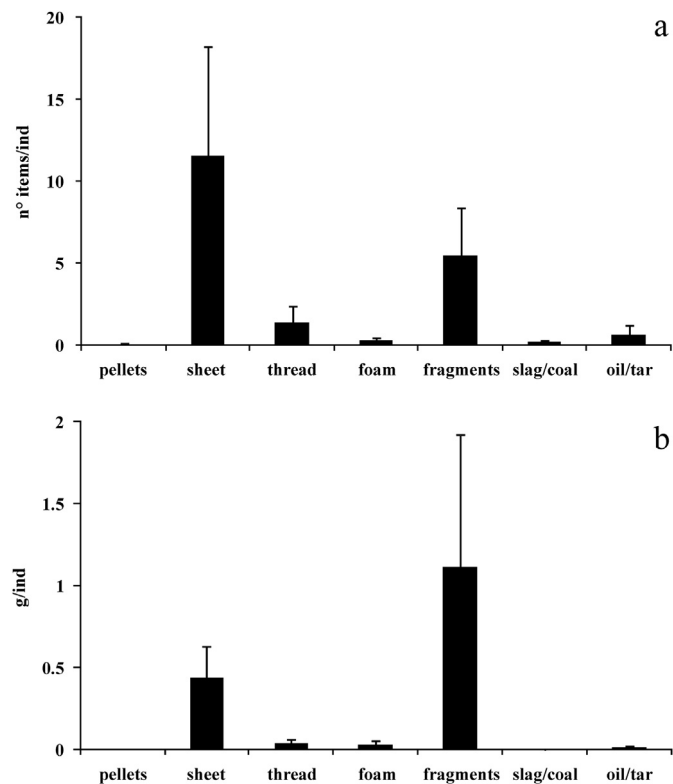 a
20
15
10
5
0
n° items/ind
pellets sheet thread foam fragments slag/coal oil/tar
b
2
1.5
1
0.5
0
g/ind
pellets sheet thread foam fragments slag/coal oil/tar